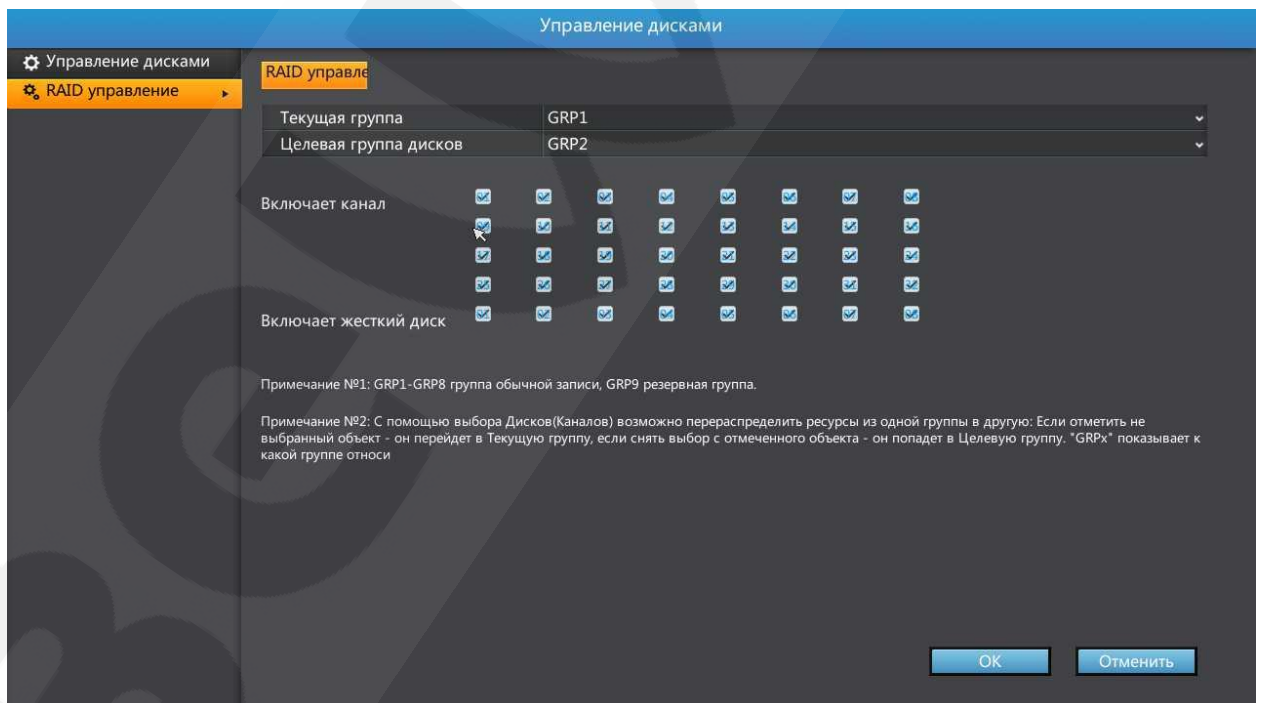 Управление дисками
Управление дисками
RAID управление
RAID управле
Текущая группа GRP1
Целевая группа дисков GRP2
Включает канал
Включает жесткий диск
Примечание №1: GRP1-GRP8 группа обычной записи, GRP9 резервная группа.
Примечание №2: С помощью выбора Дисков(Каналов) возможно перераспределить ресурсы из одной группы в другую: Если отметить не
выбранный объект - он перейдет в Текущую группу, если снять выбор с отмеченного объекта - он попадет в Целевую группу. "GRPx" показывает к
какой группе относи
OK Отменить